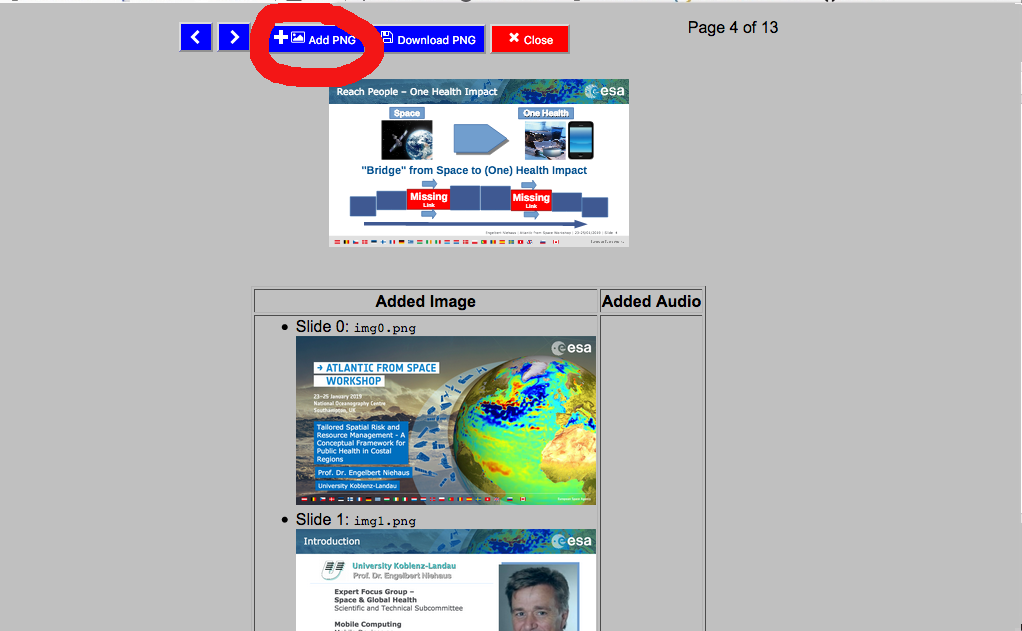 Add PNG
Download PNG
Close
Page 4 of 13
Reach People – One Health Impact
esa
Space
One Health
"Bridge" from Space to (One) Health Impact
Missing
Link
Missing
Link
Added Image
Added Audio
Slide 0: img0.png
esa
→ ATLANTIC FROM SPACE
WORKSHOP
23-25 January 2019
National Oceanography Centre
Southampton, UK
Tailored Spatial Risk and
Resource Management - A
Conceptual Framework for
Public Health in Costal
Regions
Prof. Dr. Engelbert Niehaus
University Koblenz-Landau
Slide 1: img1.png
Introduction
esa
University Koblenz-Landau
Prof. Dr. Engelbert Niehaus
Expert Focus Group –
Space & Global Health
Scientific and Technical Subcommittee
Mobile Computing